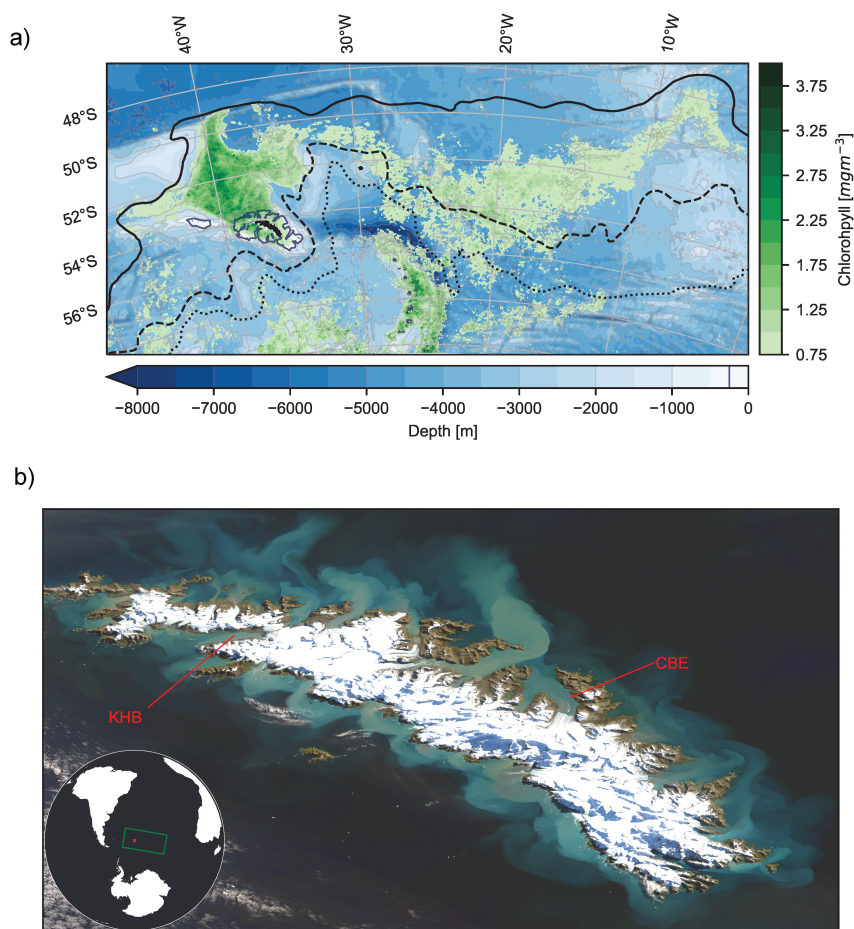 a)
40°W
30°W
20°W
10°W
48°S
50°S
52°S
54°S
56°S
3.75
3.25
2.75
2.25
1.75
1.25
0.75
Chlorohpyll [mgm⁻³]
−8000
−7000
−6000
−5000
−4000
−3000
−2000
−1000
0
Depth [m]
b)
CBE
KHB